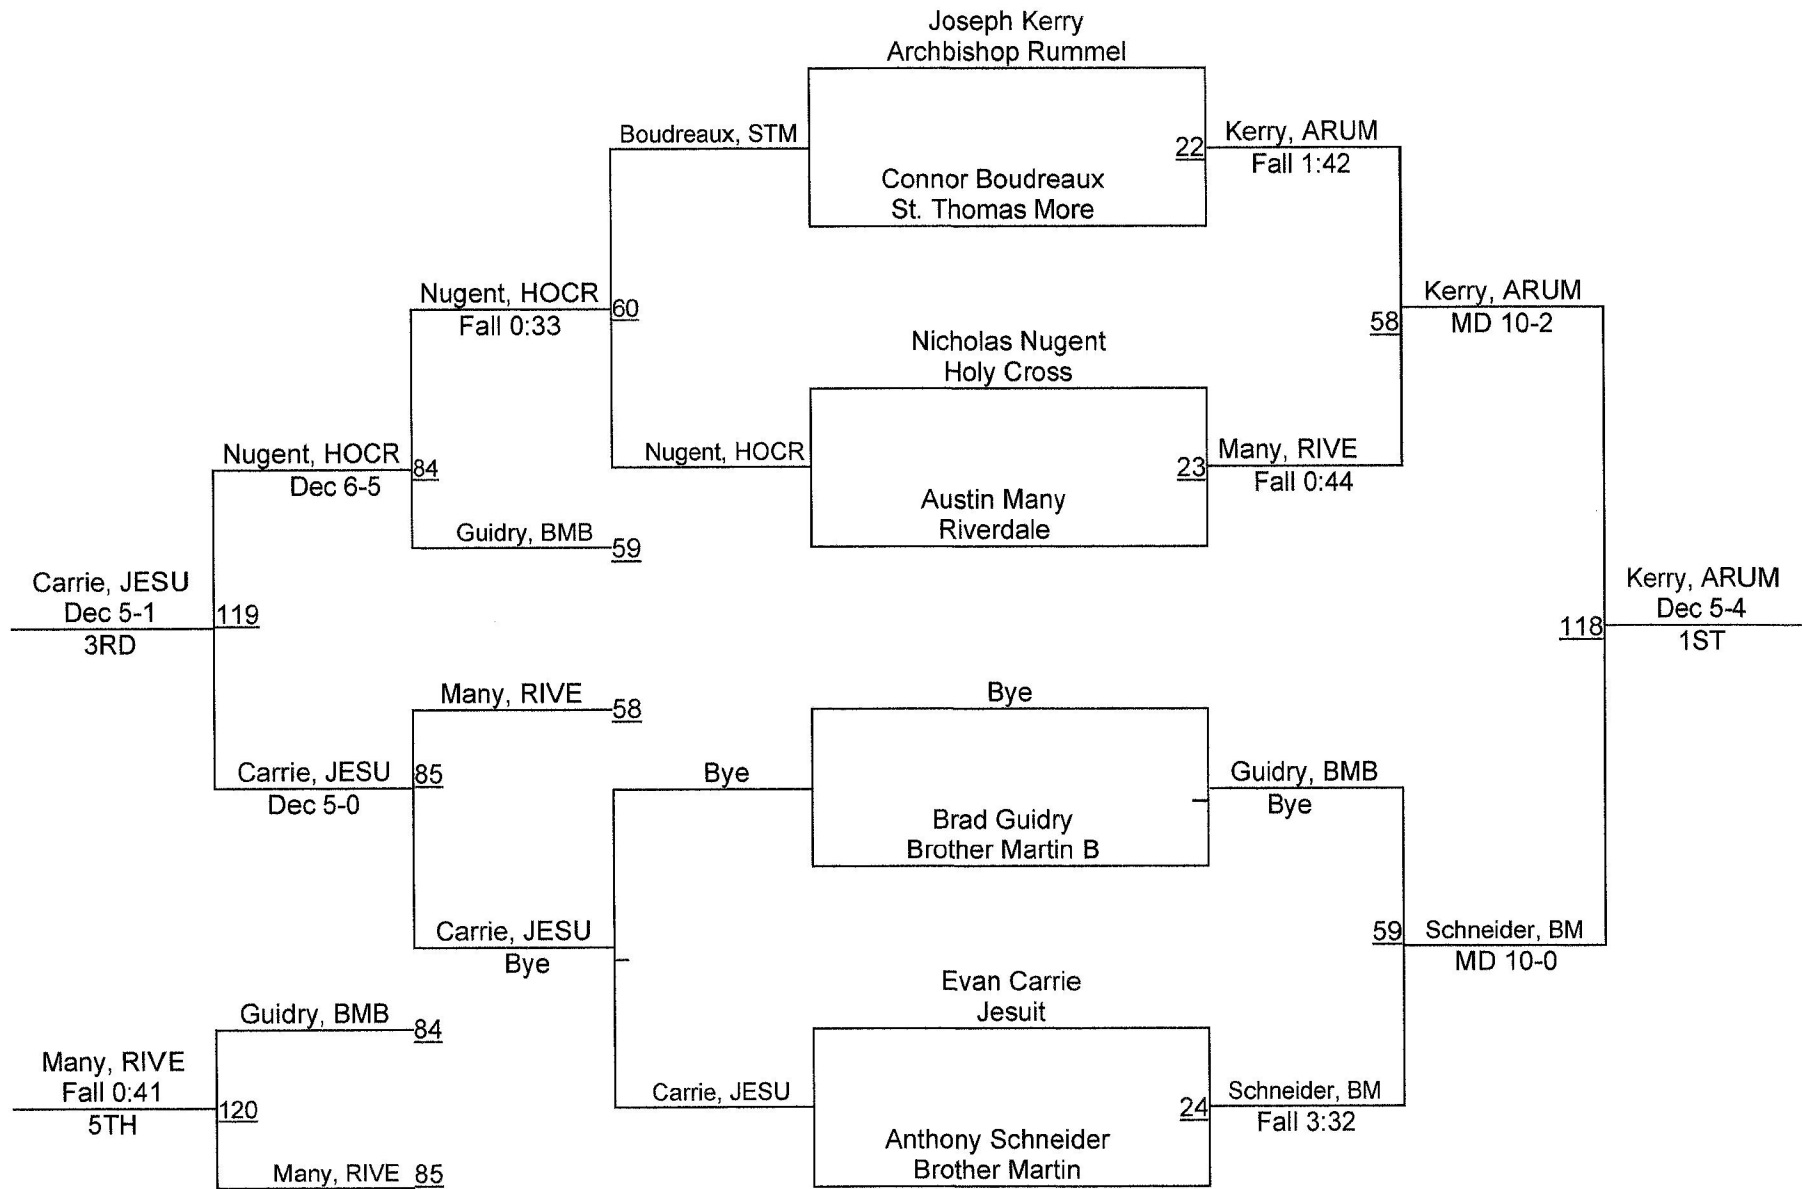 Joseph Kerry
Archbishop Rummel
Boudreaux, STM
22
Kerry, ARUM
Fall 1:42
Connor Boudreaux
St. Thomas More
Nugent, HOCR
Fall 0:33
60
Kerry, ARUM
MD 10-2
58
Nicholas Nugent
Holy Cross
Nugent, HOCR
Dec 6-5
84
Nugent, HOCR
23
Many, RIVE
Fall 0:44
Austin Many
Riverdale
Guidry, BMB
59
Carrie, JESU
Dec 5-1
3RD
119
Kerry, ARUM
Dec 5-4
1ST
118
Many, RIVE
58
Bye
Carrie, JESU
Dec 5-0
85
Bye
Guidry, BMB
Bye
Brad Guidry
Brother Martin B
Carrie, JESU
Bye
59
Schneider, BM
MD 10-0
Evan Carrie
Jesuit
Guidry, BMB
84
Many, RIVE
Fall 0:41
5TH
120
Carrie, JESU
24
Schneider, BM
Fall 3:32
Anthony Schneider
Brother Martin
Many, RIVE
85